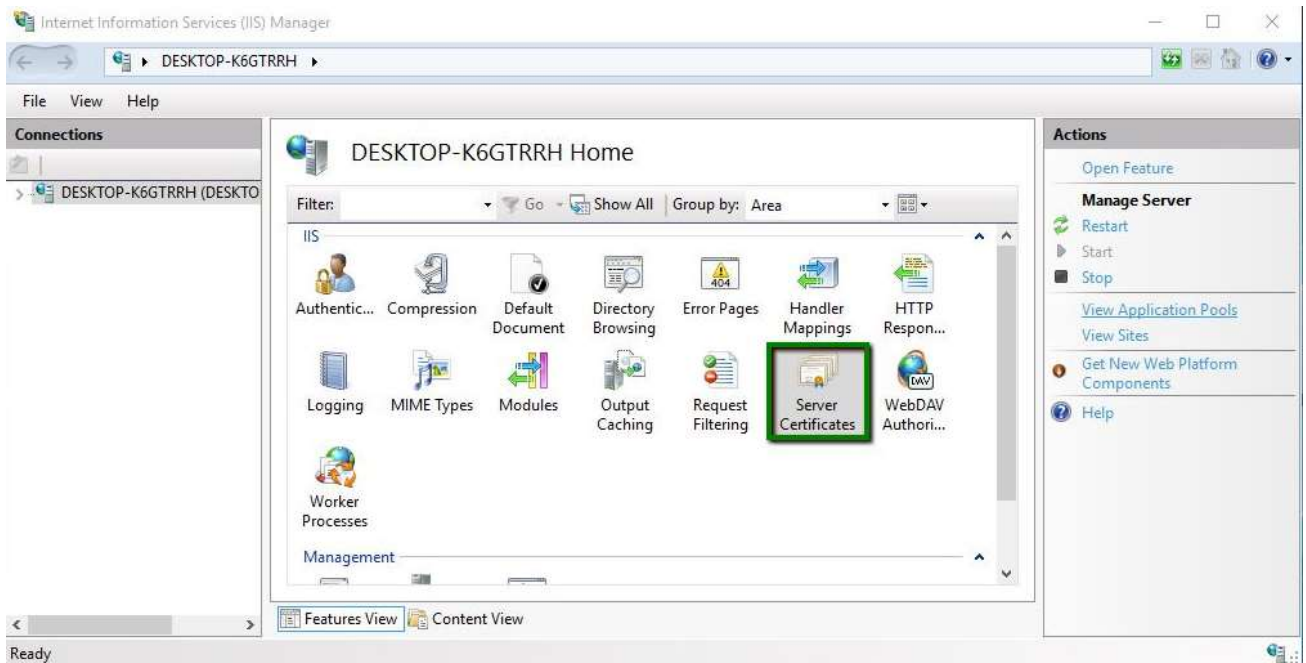 Internet Information Services (IIS) Manager
DESKTOP-K6GTRRH
File View Help
Connections
DESKTOP-K6GTRRH (DESKTO
DESKTOP-K6GTRRH Home
Filter: Go Show All Group by: Area
IIS
Authentic... Compression Default Document Directory Browsing Error Pages Handler Mappings HTTP Respon...
404
Logging MIME Types Modules Output Caching Request Filtering Server Certificates WebDAV Authori...
DAV
Worker Processes
Management
Features View Content View
Actions
Open Feature
Manage Server
Restart
Start
Stop
View Application Pools
View Sites
Get New Web Platform
Components
Help
Ready